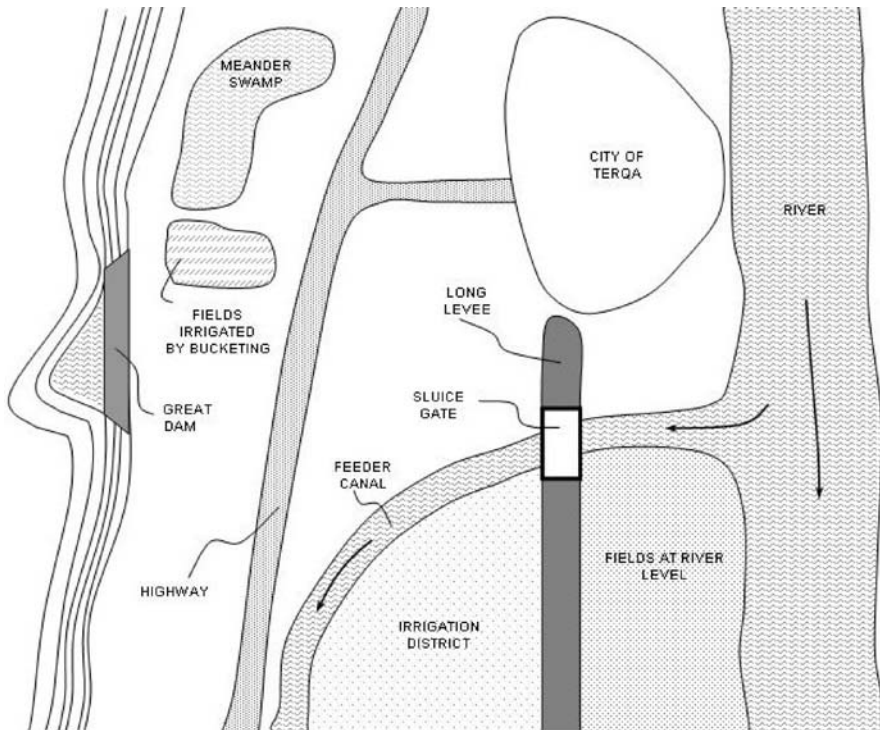 MEANDER
SWAMP
CITY OF
TERQA
RIVER
LONG
LEVEE
FIELDS
IRRIGATED
BY BUCKETING
SLUICE
GATE
GREAT
DAM
FEEDER
CANAL
FIELDS AT RIVER
LEVEL
HIGHWAY
IRRIGATION
DISTRICT